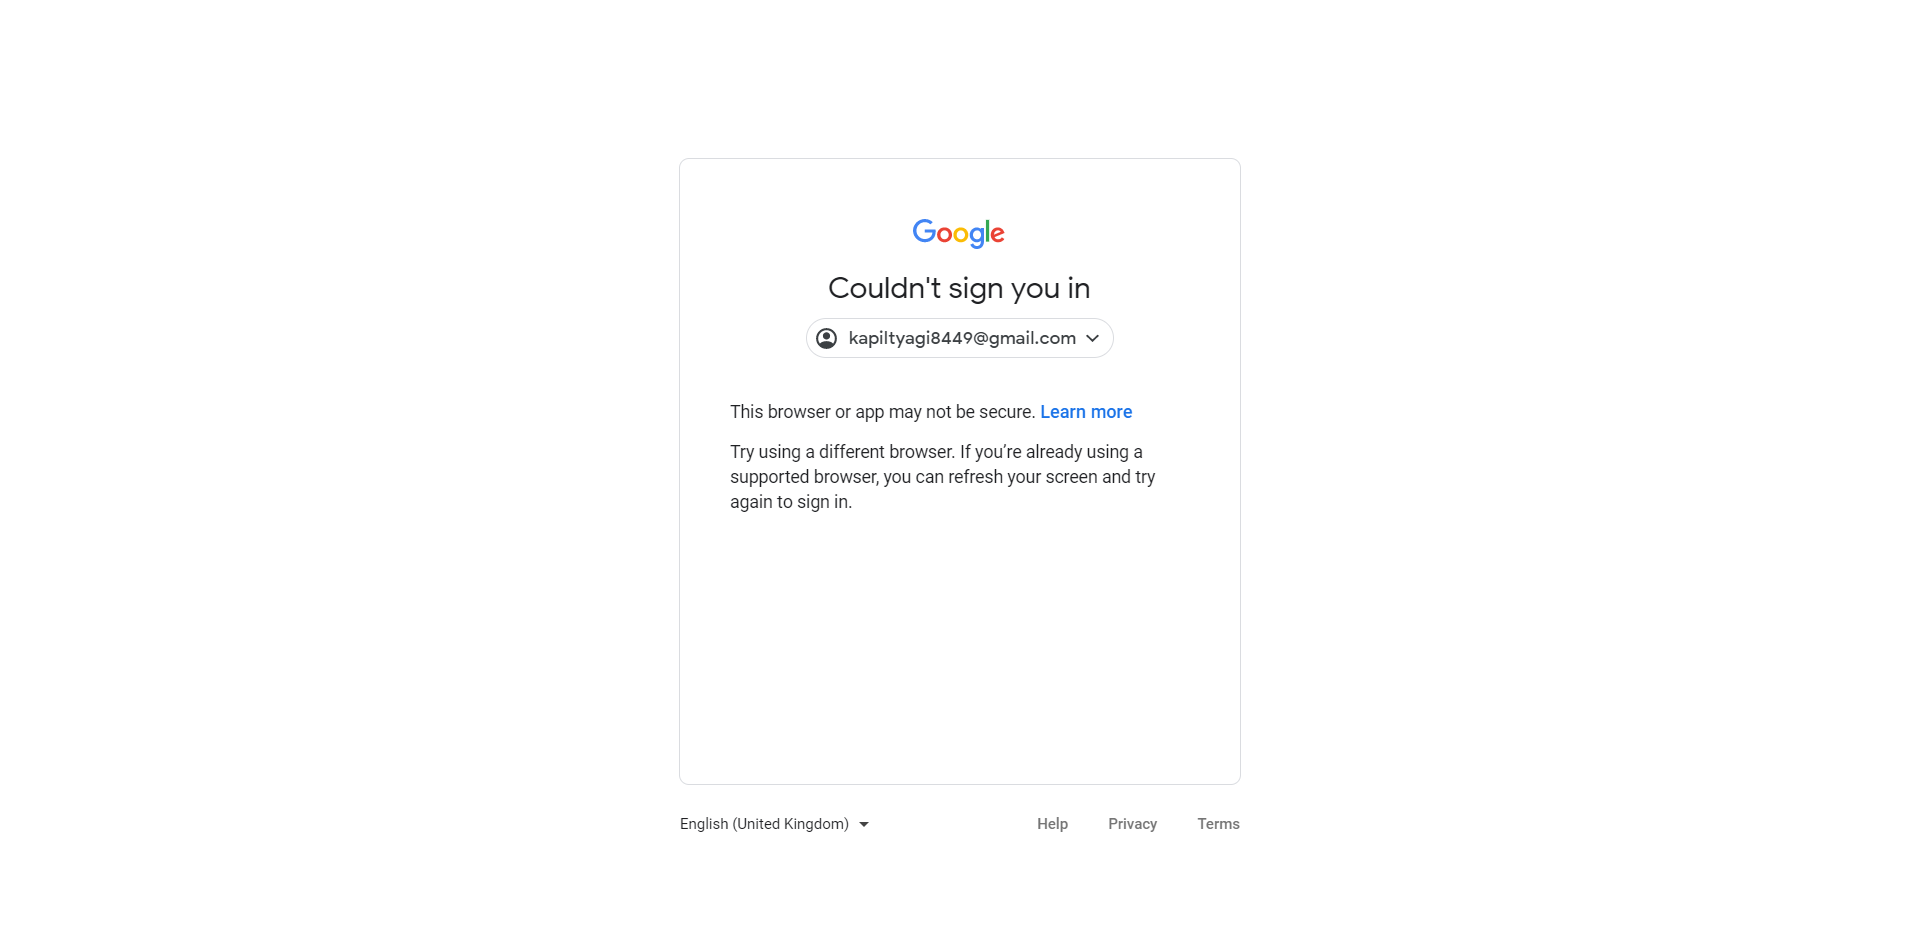 Google
Couldn't sign you in
kapiltyagi8449@gmail.com
This browser or app may not be secure. Learn more
Try using a different browser. If you’re already using a
supported browser, you can refresh your screen and try
again to sign in.
English (United Kingdom) Help Privacy Terms